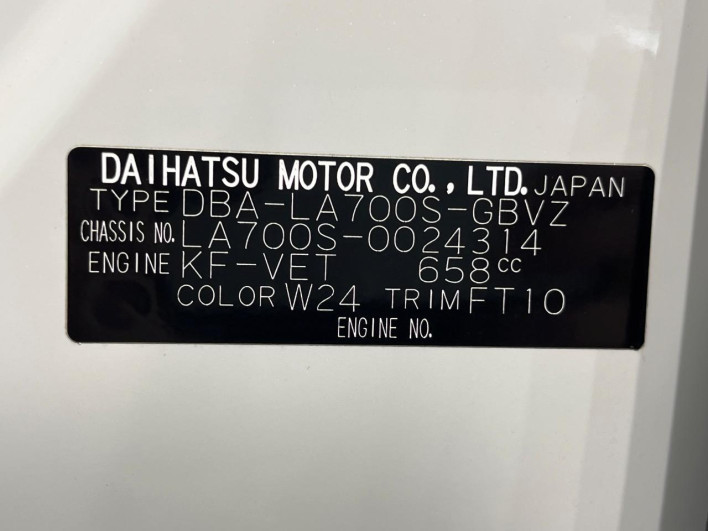 DAIHATSU MOTOR CO., LTD. JAPAN
TYPE DBA-LA700S-GBVZ
CHASSIS NO. LA700S-0024314
ENGINE KF-VET 658cc
COLOR W24 TRIM FT10
ENGINE NO.